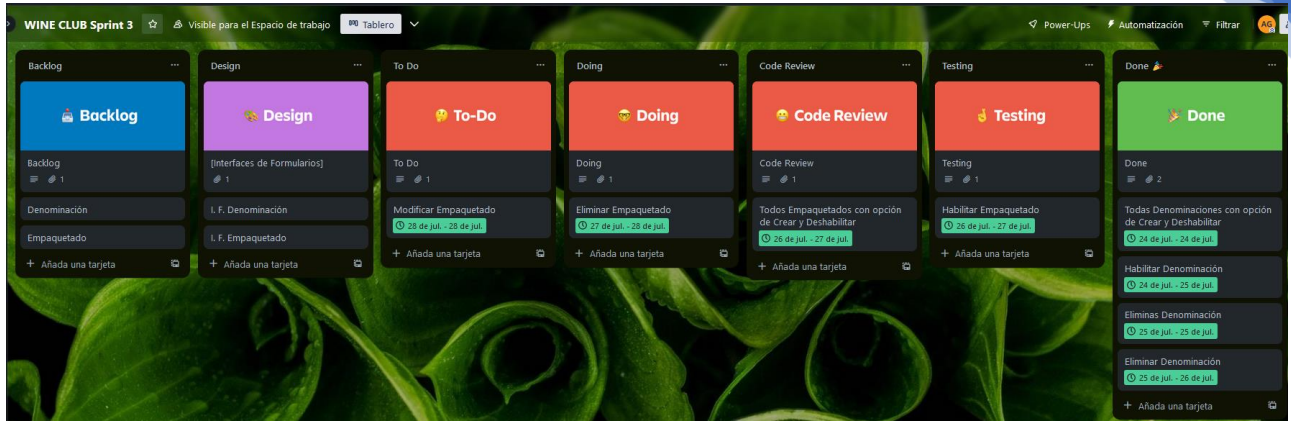 WINE CLUB Sprint 3
Visible para el Espacio de trabajo
Tablero
Power-Ups
Automatización
Filtrar
AG
Backlog
Backlog
Backlog
1
Denominación
Empaquetado
+ Añada una tarjeta
Design
Design
[Interfaces de Formularios]
1
I. F. Denominación
I. F. Empaquetado
+ Añada una tarjeta
To Do
To-Do
To Do
1
Modificar Empaquetado
28 de jul. - 28 de jul.
+ Añada una tarjeta
Doing
Doing
Doing
1
Eliminar Empaquetado
27 de jul. - 28 de jul.
+ Añada una tarjeta
Code Review
Code Review
Code Review
1
Todos Empaquetados con opción
de Crear y Deshabilitar
26 de jul. - 27 de jul.
+ Añada una tarjeta
Testing
Testing
Testing
1
Habilitar Empaquetado
26 de jul. - 27 de jul.
+ Añada una tarjeta
Done
Done
Done
2
Todas Denominaciones con opción
de Crear y Deshabilitar
24 de jul. - 24 de jul.
Habilitar Denominación
24 de jul. - 25 de jul.
Eliminas Denominación
25 de jul. - 25 de jul.
Eliminar Denominación
25 de jul. - 26 de jul.
+ Añada una tarjeta